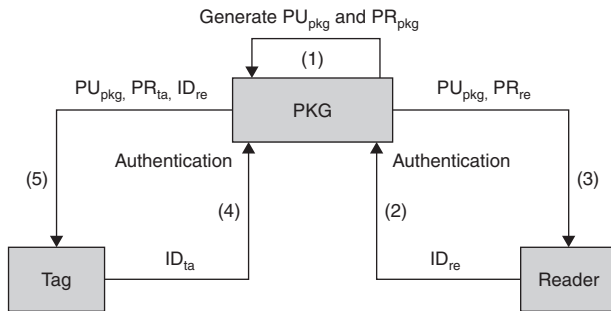 Generate PU_pkg and PR_pkg
(1)
PU_pkg, PR_ta, ID_re
PKG
PU_pkg, PR_re
Authentication
Authentication
(5)
(4)
(2)
(3)
Tag
ID_ta
ID_re
Reader